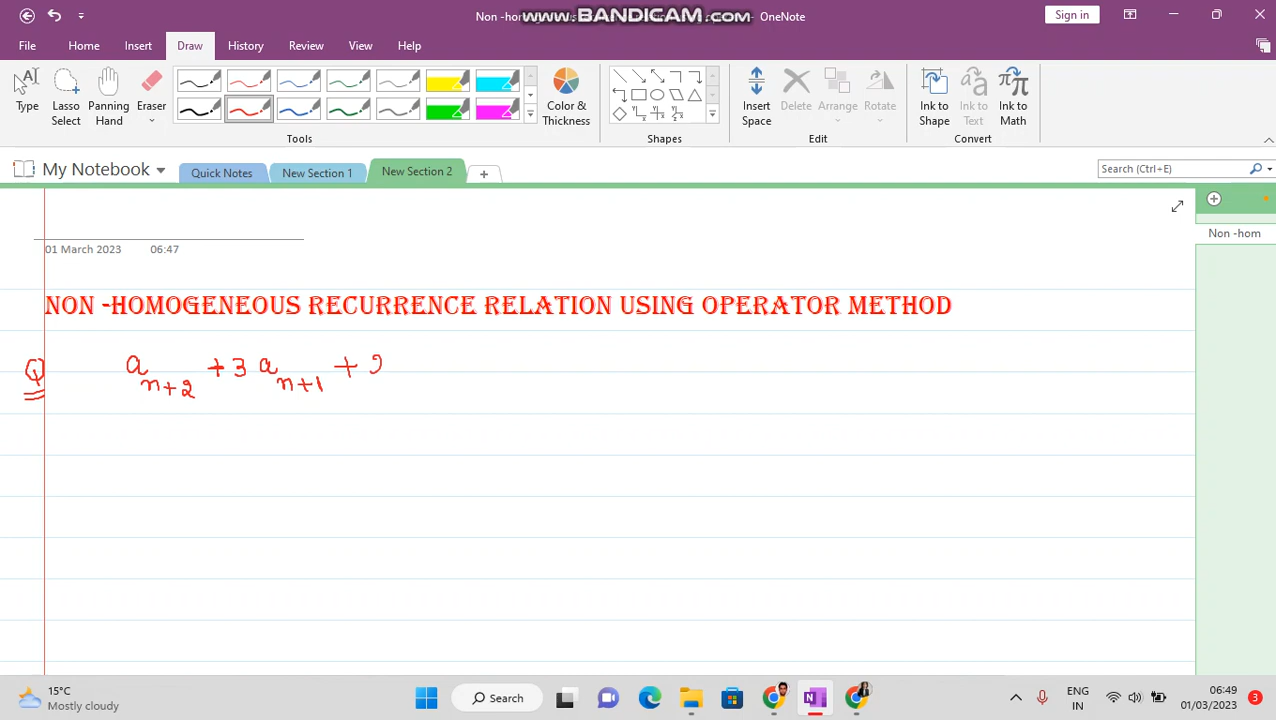 www.BANDICAM.com
Non -hom
OneNote
Sign in
File Home Insert Draw History Review View Help
Type
Lasso Select
Panning Hand
Eraser
Color & Thickness
Insert Space
Delete
Arrange
Rotate
Ink to Shape
Ink to Text
Ink to Math
Tools
Shapes
Edit
Convert
My Notebook
Quick Notes
New Section 1
New Section 2
Search (Ctrl+E)
Non -hom
01 March 2023 06:47
NON -HOMOGENEOUS RECURRENCE RELATION USING OPERATOR METHOD
Q a_{n+2} + 3 a_{n+1} +
15°C
Mostly cloudy
Search
ENG
IN
06:49
01/03/2023
3